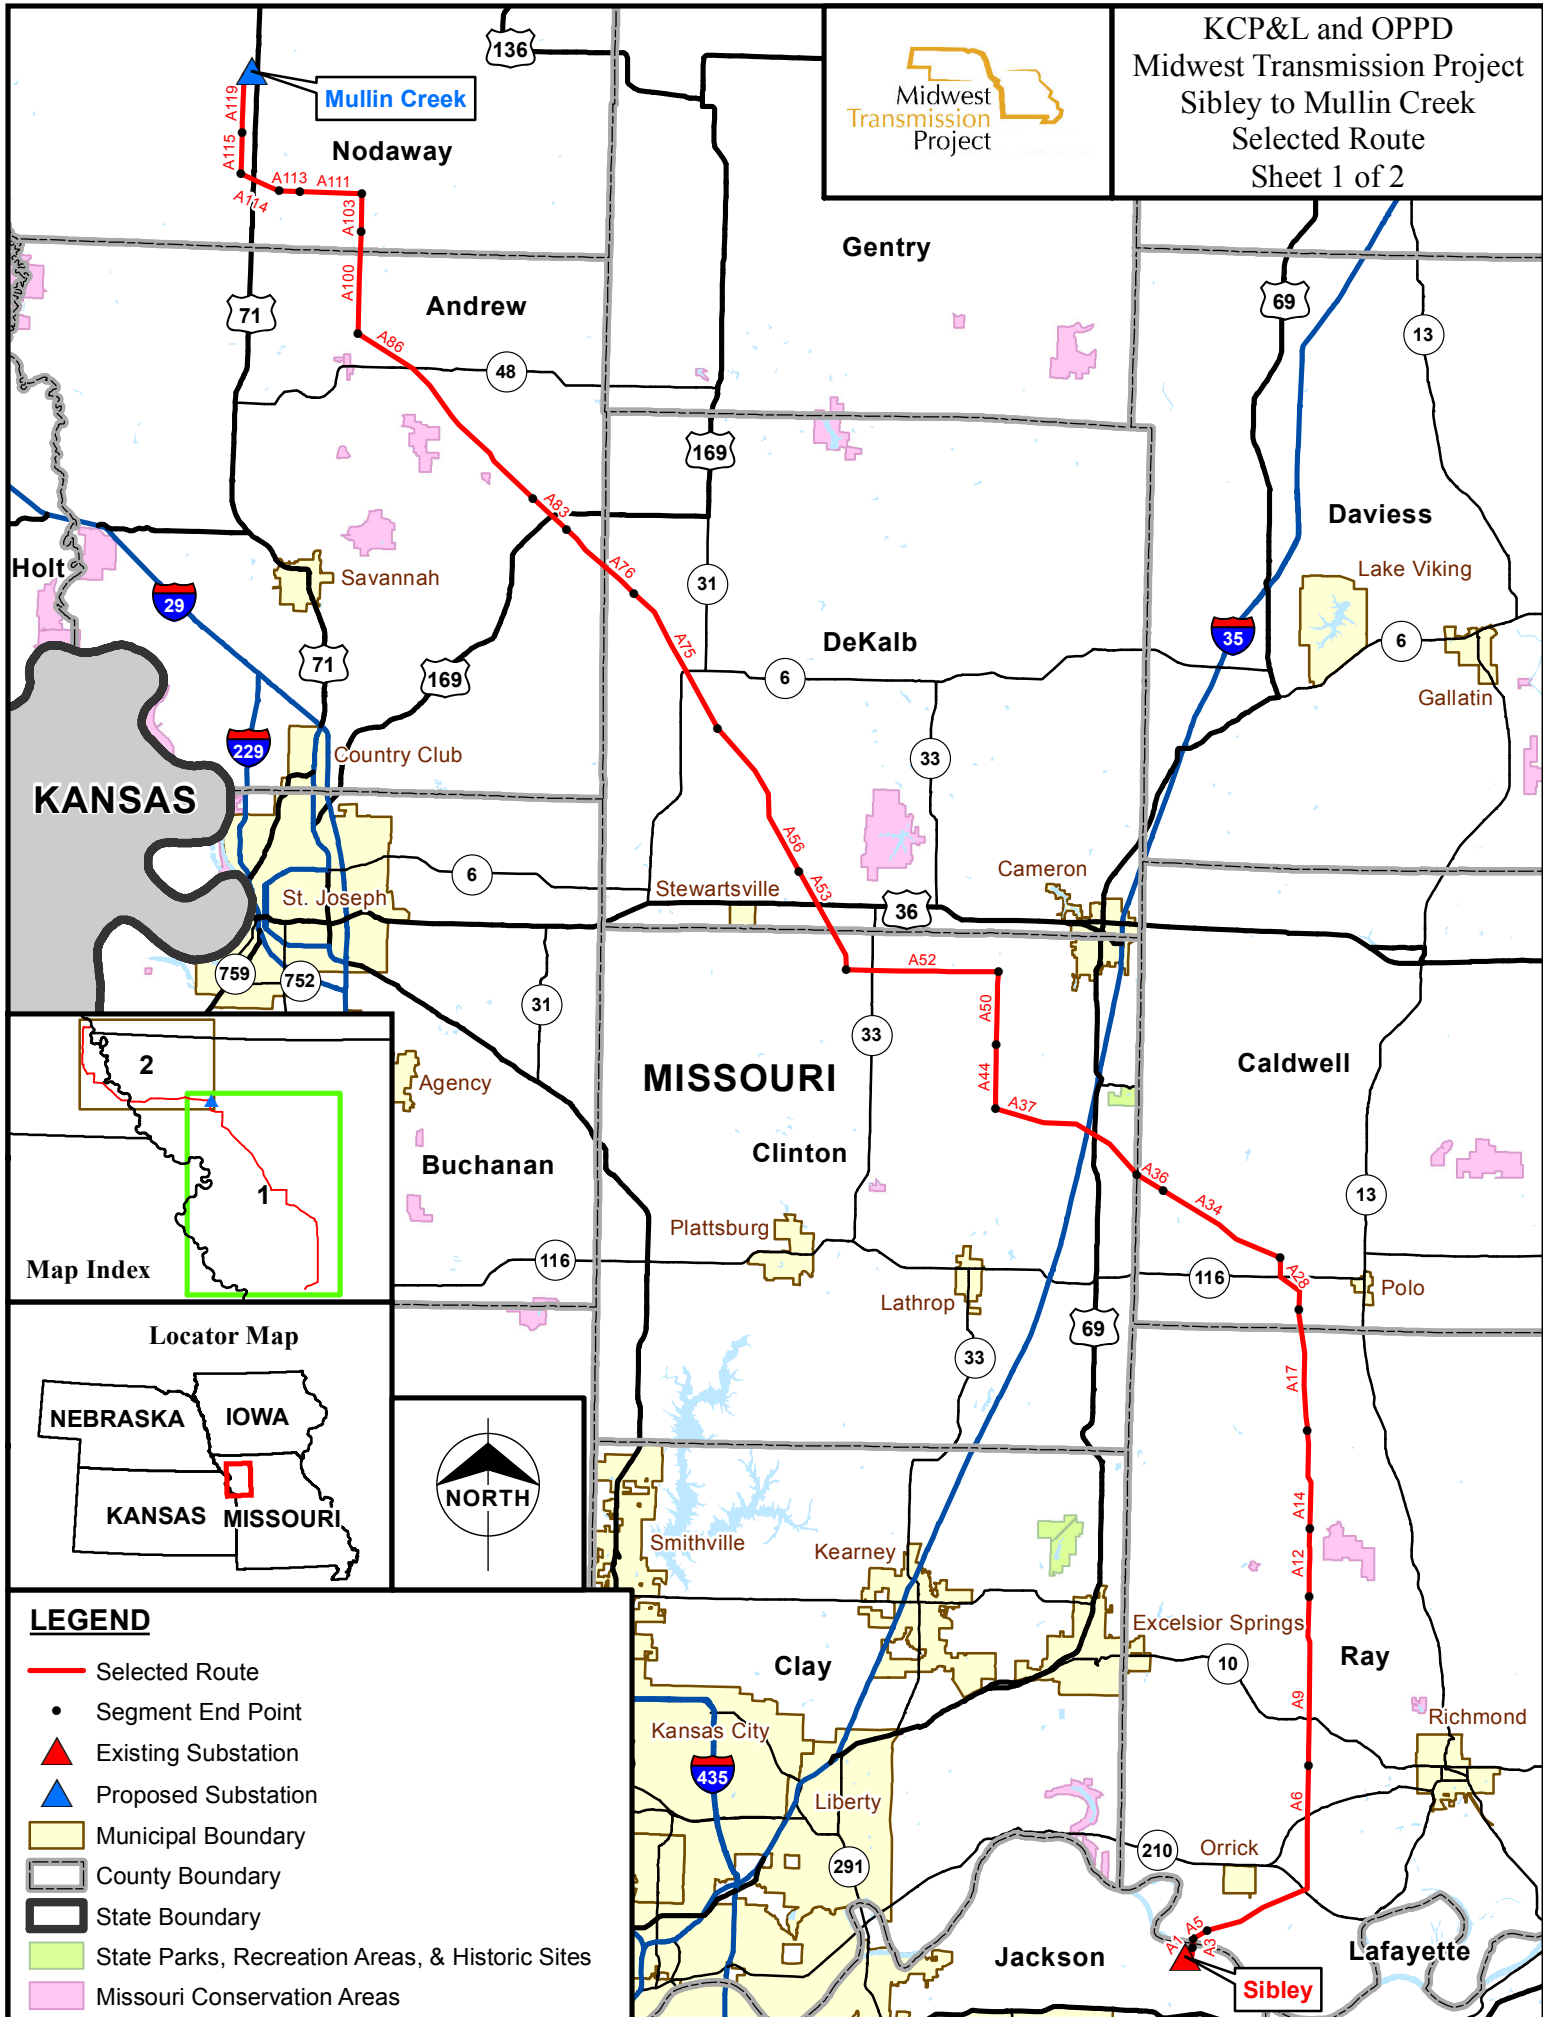 KCP&L and OPPD
Midwest Transmission Project
Sibley to Mullin Creek
Selected Route
Sheet 1 of 2
Midwest
Transmission
Project
136
Mullin Creek
A119
A115
Nodaway
A113
A111
A114
A103
Gentry
A100
Andrew
71
69
13
A86
48
169
A83
Daviess
Holt
Savannah
Lake Viking
29
A76
31
35
6
DeKalb
A75
71
169
6
Gallatin
229
Country Club
33
KANSAS
A56
6
Cameron
St. Joseph
Stewartsville
A53
36
759
752
A52
31
A50
33
Caldwell
MISSOURI
Agency
A44
A37
Buchanan
Clinton
A36
A34
13
Plattsburg
116
A28
116
Polo
Lathrop
69
33
A17
2
1
Map Index
Locator Map
NEBRASKA
IOWA
KANSAS
MISSOURI
NORTH
A14
Smithville
Kearney
A12
Excelsior Springs
Clay
10
Ray
A9
Kansas City
Richmond
435
A6
Liberty
291
210
Orrick
A5
A1
A3
Jackson
Lafayette
Sibley
LEGEND
Selected Route
Segment End Point
Existing Substation
Proposed Substation
Municipal Boundary
County Boundary
State Boundary
State Parks, Recreation Areas, & Historic Sites
Missouri Conservation Areas